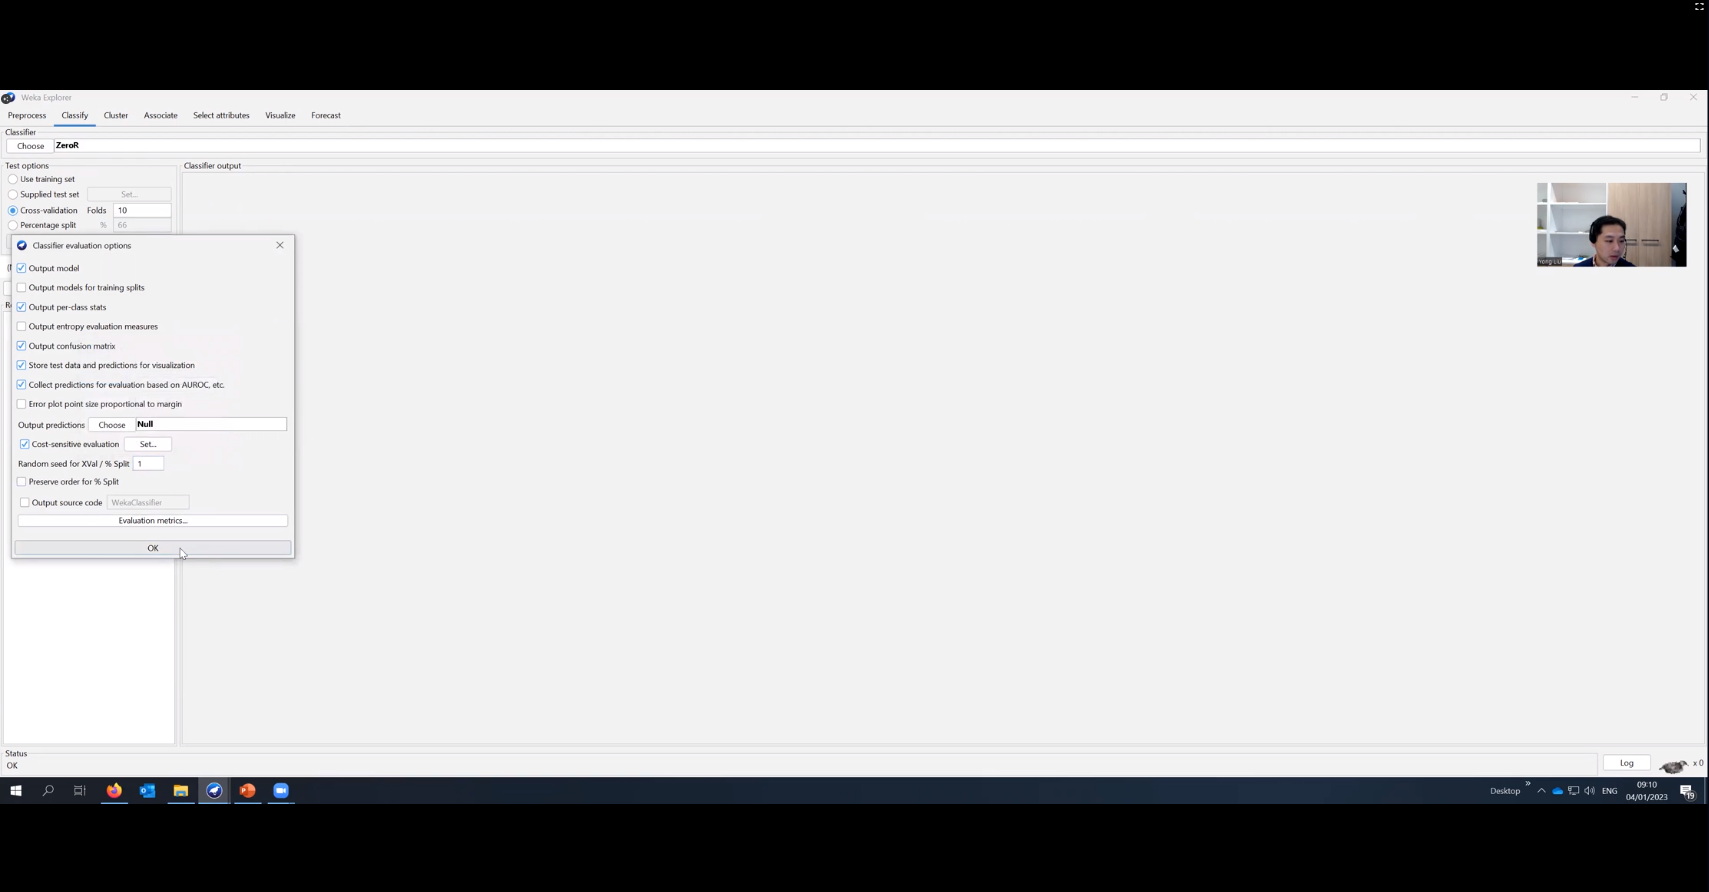 Weka Explorer
Preprocess Classify Cluster Associate Select attributes Visualize Forecast
Classifier
Choose ZeroR
Test options
Classifier output
Use training set
Supplied test set Set...
Cross-validation Folds 10
Percentage split % 66
Classifier evaluation options
Output model
Output models for training splits
Output per-class stats
Output entropy evaluation measures
Output confusion matrix
Store test data and predictions for visualization
Collect predictions for evaluation based on AUROC, etc.
Error plot point size proportional to margin
Output predictions Choose Null
Cost-sensitive evaluation Set...
Random seed for XVal / % Split 1
Preserve order for % Split
Output source code WekaClassifier
Evaluation metrics...
OK
Status
OK
Log x 0
Desktop ENG 09:10
04/01/2023 19